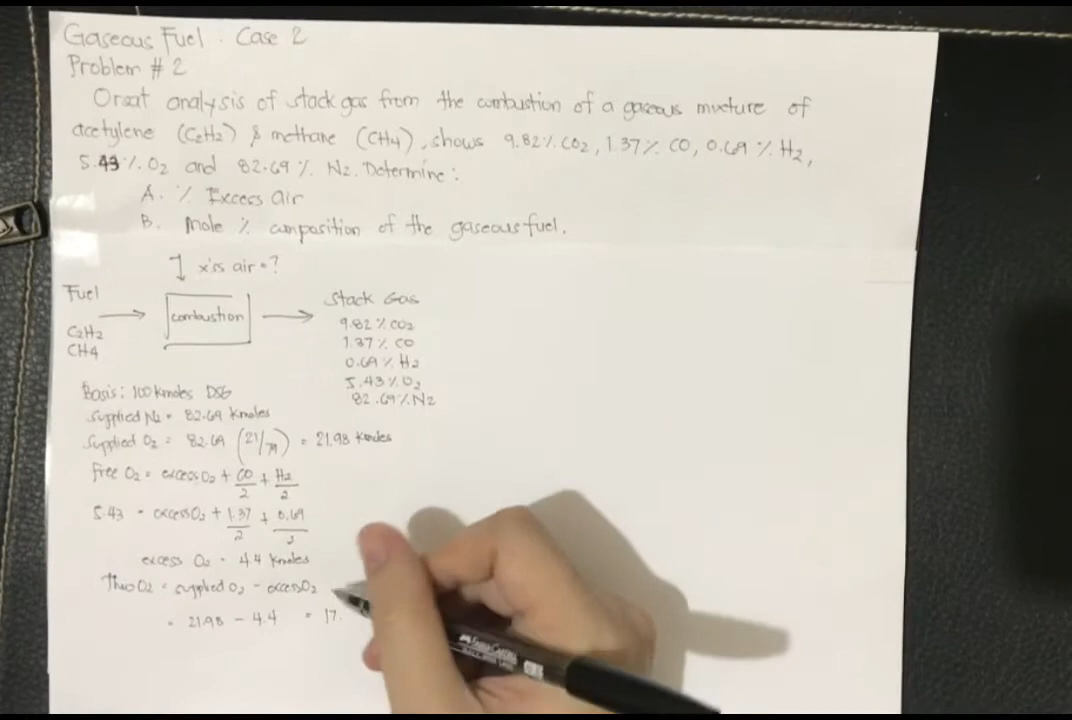 Gaseous Fuel . Case 2
Problem # 2
Orsat analysis of stack gas from the combustion of a gaseous mixture of
acetylene (C2H2) & methane (CH4), shows 9.82% CO2, 1.37% CO, 0.69 % H2,
5.43 % O2 and 82.69 % N2. Determine:
A. % Excess air
B. Mole % composition of the gaseous fuel.
x'ss air = ?
Fuel
C2H2
CH4
combustion
Stack Gas
9.82 % CO2
1.37 % CO
0.69 % H2
5.43 % O2
82.69 % N2
Basis: 100 Kmoles DSG
Supplied N2 = 82.69 Kmoles
Supplied O2 = 82.69 (21/79) = 21.98 Kmoles
Free O2 = excess O2 + CO/2 + H2/2
5.43 = excess O2 + 1.37/2 + 0.69/2
excess O2 = 4.4 Kmoles
Theo O2 = supplied O2 - excess O2
= 21.98 - 4.4 = 17.